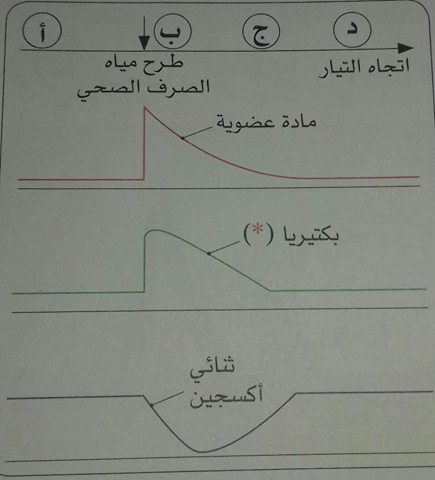 أ ب ج د
طرح مياه
الصرف الصحي
اتجاه التيار
مادة عضوية
بكتيريا (*)
ثنائي
أكسجين